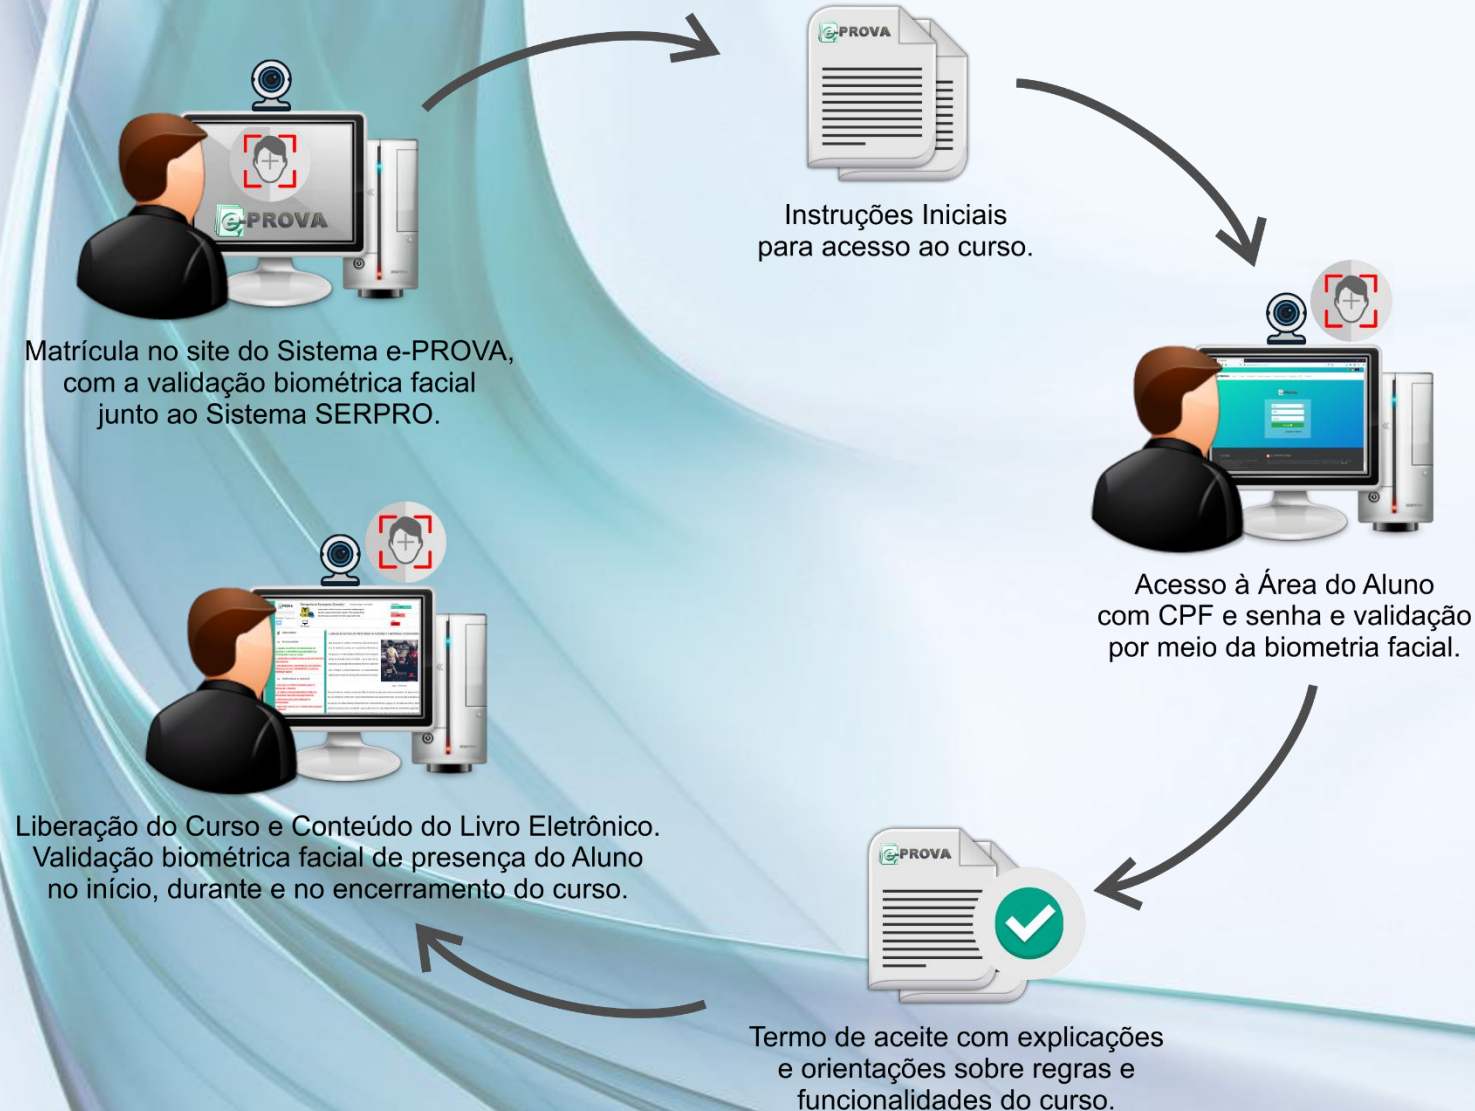 e-PROVA
Matrícula no site do Sistema e-PROVA,
com a validação biométrica facial
junto ao Sistema SERPRO.
e-PROVA
Instruções Iniciais
para acesso ao curso.
Acesso à Área do Aluno
com CPF e senha e validação
por meio da biometria facial.
e-PROVA
Termo de aceite com explicações
e orientações sobre regras e
funcionalidades do curso.
Liberação do Curso e Conteúdo do Livro Eletrônico.
Validação biométrica facial de presença do Aluno
no início, durante e no encerramento do curso.